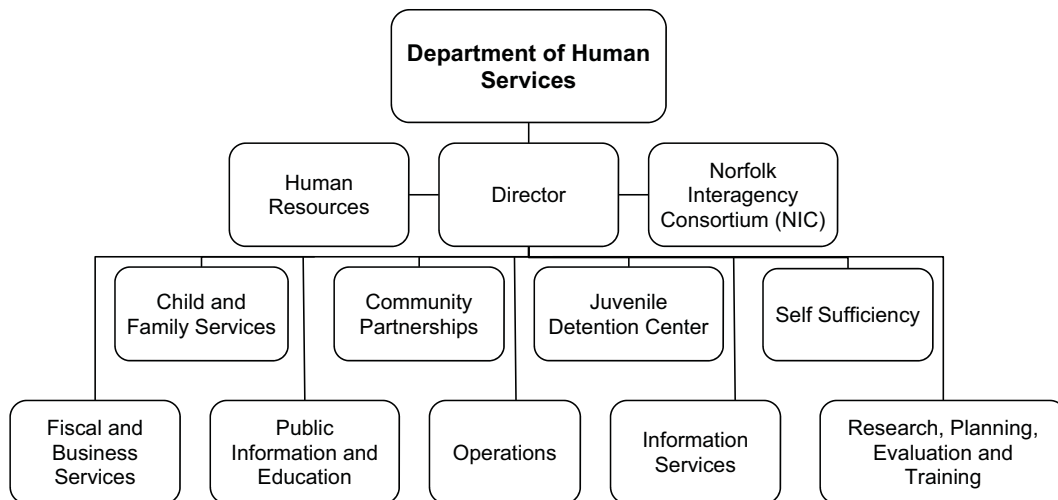 Department of Human
Services
Human
Resources
Director
Norfolk
Interagency
Consortium (NIC)
Child and
Family Services
Community
Partnerships
Juvenile
Detention Center
Self Sufficiency
Fiscal and
Business
Services
Public
Information and
Education
Operations
Information
Services
Research, Planning,
Evaluation and
Training